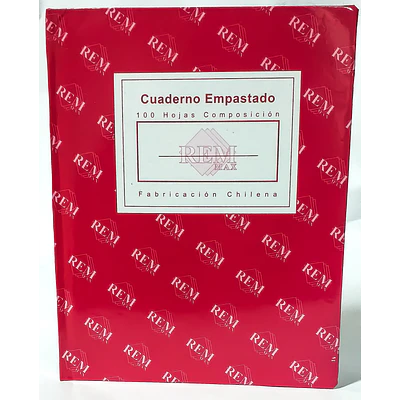 Cuaderno Empastado
100 Hojas Composición
REM
MAX
Fabricación Chilena